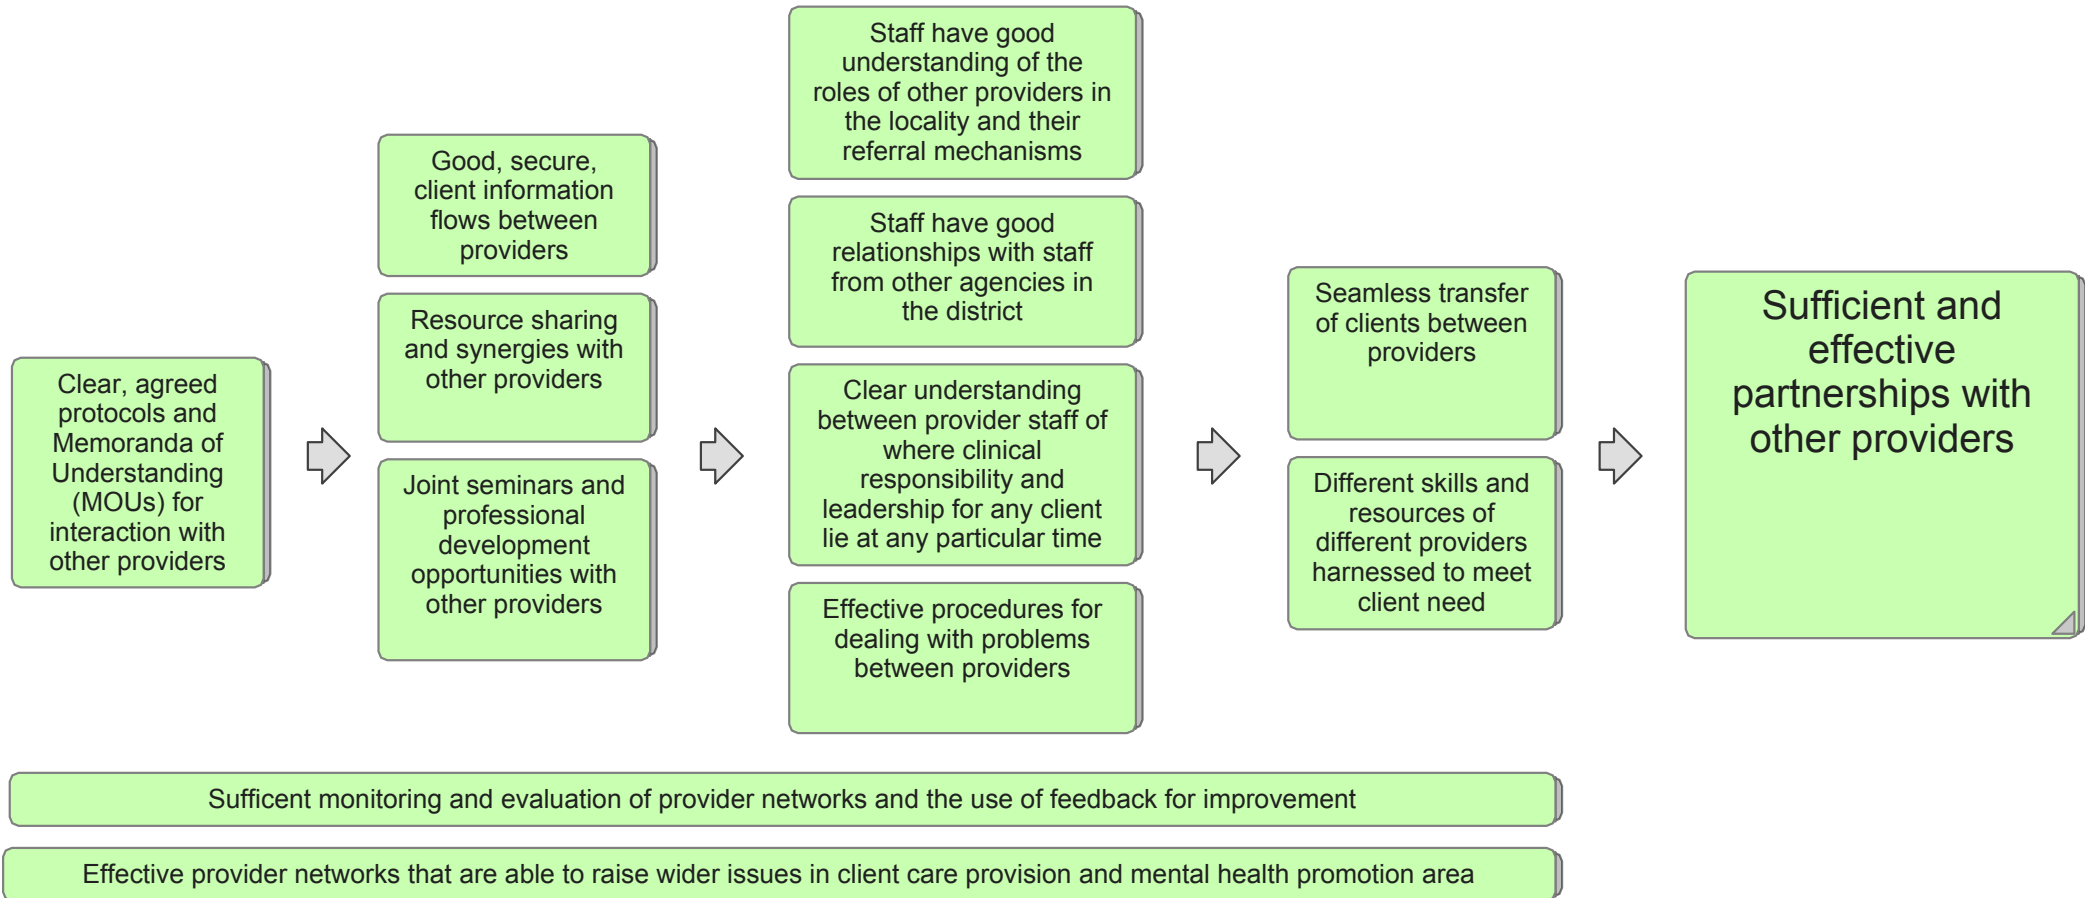 Clear, agreed
protocols and
Memoranda of
Understanding
(MOUs) for
interaction with
other providers
Good, secure,
client information
flows between
providers
Resource sharing
and synergies with
other providers
Joint seminars and
professional
development
opportunities with
other providers
Staff have good
understanding of the
roles of other providers in
the locality and their
referral mechanisms
Staff have good
relationships with staff
from other agencies in
the district
Clear understanding
between provider staff of
where clinical
responsibility and
leadership for any client
lie at any particular time
Effective procedures for
dealing with problems
between providers
Seamless transfer
of clients between
providers
Different skills and
resources of
different providers
harnessed to meet
client need
Sufficient and
effective
partnerships with
other providers
Sufficent monitoring and evaluation of provider networks and the use of feedback for improvement
Effective provider networks that are able to raise wider issues in client care provision and mental health promotion area